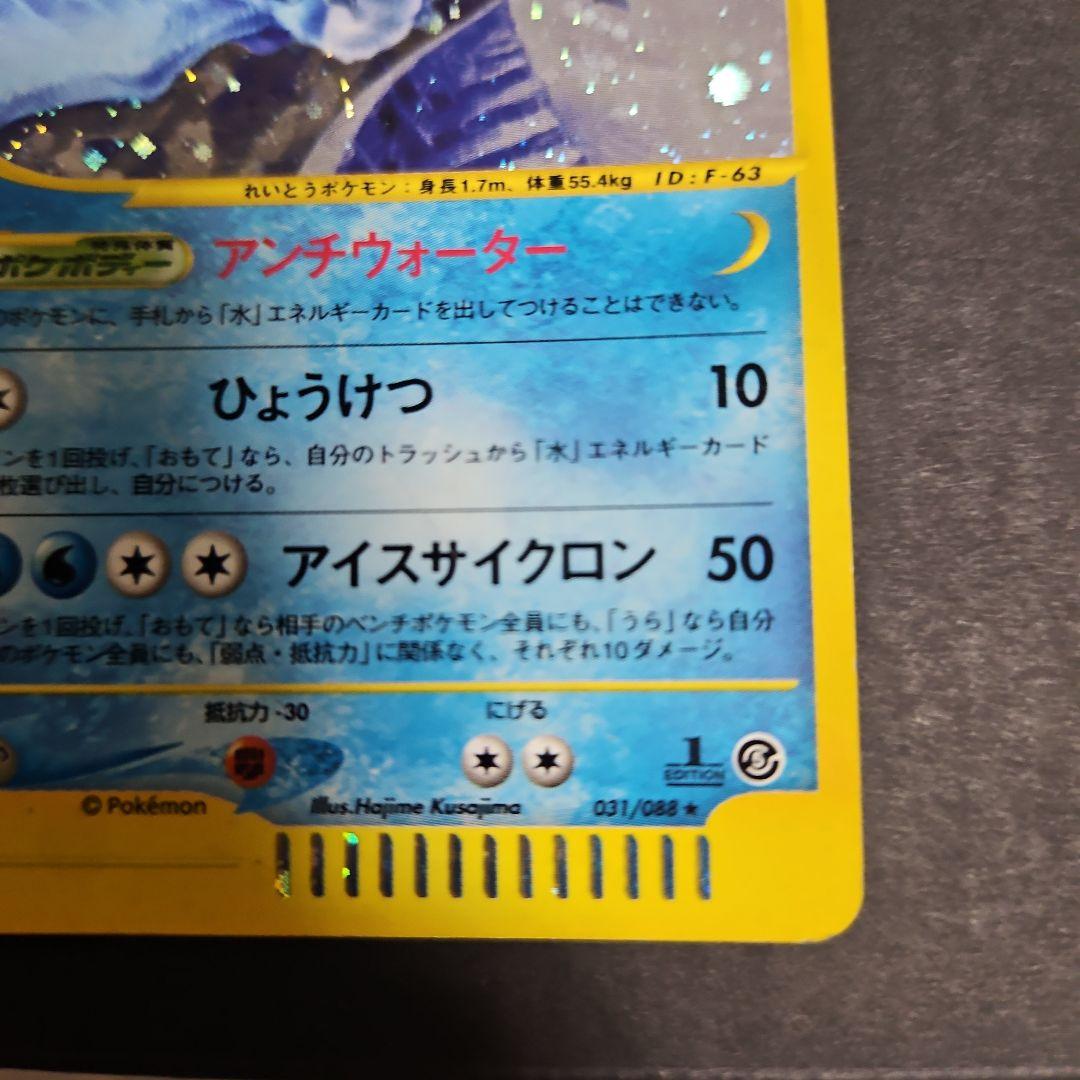 れいとうポケモン：身長1.7m、体重55.4kg ID:F-63
ポケボディー アンチウォーター
のポケモンに、手札から「水」エネルギーカードを出してつけることはできない。
ひょうけつ 10
ンを1回投げ、「おもて」なら、自分のトラッシュから「水」エネルギーカード
枚選び出し、自分につける。
アイスサイクロン 50
ンを1回投げ、「おもて」なら相手のベンチポケモン全員にも、「うら」なら自分
のポケモン全員にも、「弱点・抵抗力」に関係なく、それぞれ10ダメージ。
抵抗力 -30 にげる
1 EDITION
©Pokémon Illus.Hajime Kusajima 031/088★